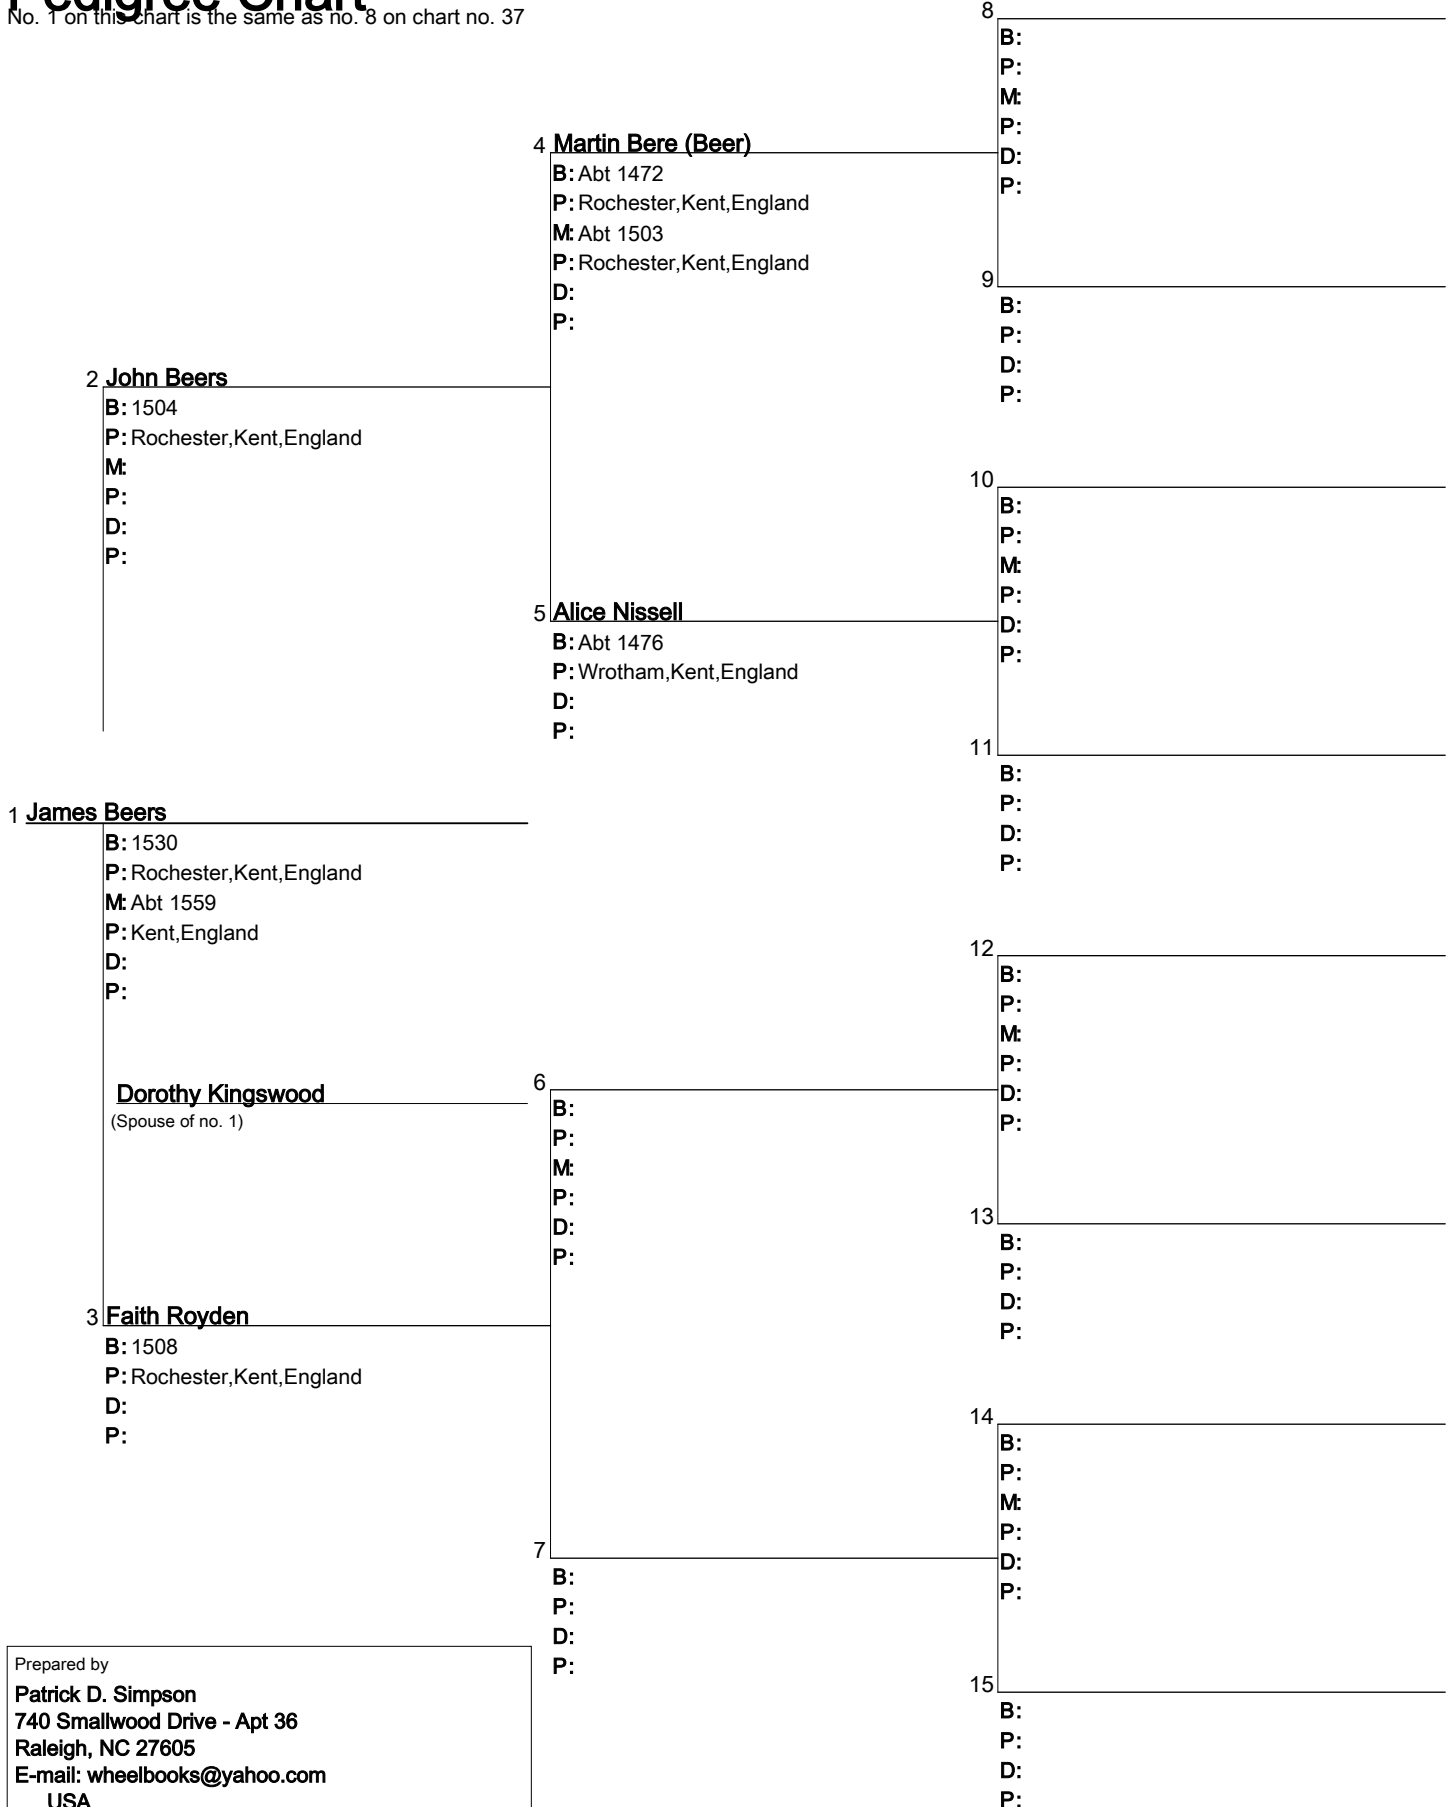 Pedigree Chart
No. 1 on this chart is the same as no. 8 on chart no. 37
8
B:
P:
M:
P:
D:
P:
4 Martin Bere (Beer)
B: Abt 1472
P: Rochester,Kent,England
M: Abt 1503
P: Rochester,Kent,England
D:
P:
9
B:
P:
D:
P:
2 John Beers
B: 1504
P: Rochester,Kent,England
M:
P:
D:
P:
10
B:
P:
M:
P:
D:
P:
5 Alice Nissell
B: Abt 1476
P: Wrotham,Kent,England
D:
P:
11
B:
P:
D:
P:
1 James Beers
B: 1530
P: Rochester,Kent,England
M: Abt 1559
P: Kent,England
D:
P:
Dorothy Kingswood
(Spouse of no. 1)
12
B:
P:
M:
P:
D:
P:
6
B:
P:
M:
P:
D:
P:
13
B:
P:
D:
P:
3 Faith Royden
B: 1508
P: Rochester,Kent,England
D:
P:
14
B:
P:
M:
P:
D:
P:
7
B:
P:
D:
P:
15
B:
P:
D:
P:
Prepared by
Patrick D. Simpson
740 Smallwood Drive - Apt 36
Raleigh, NC 27605
E-mail: wheelbooks@yahoo.com
USA